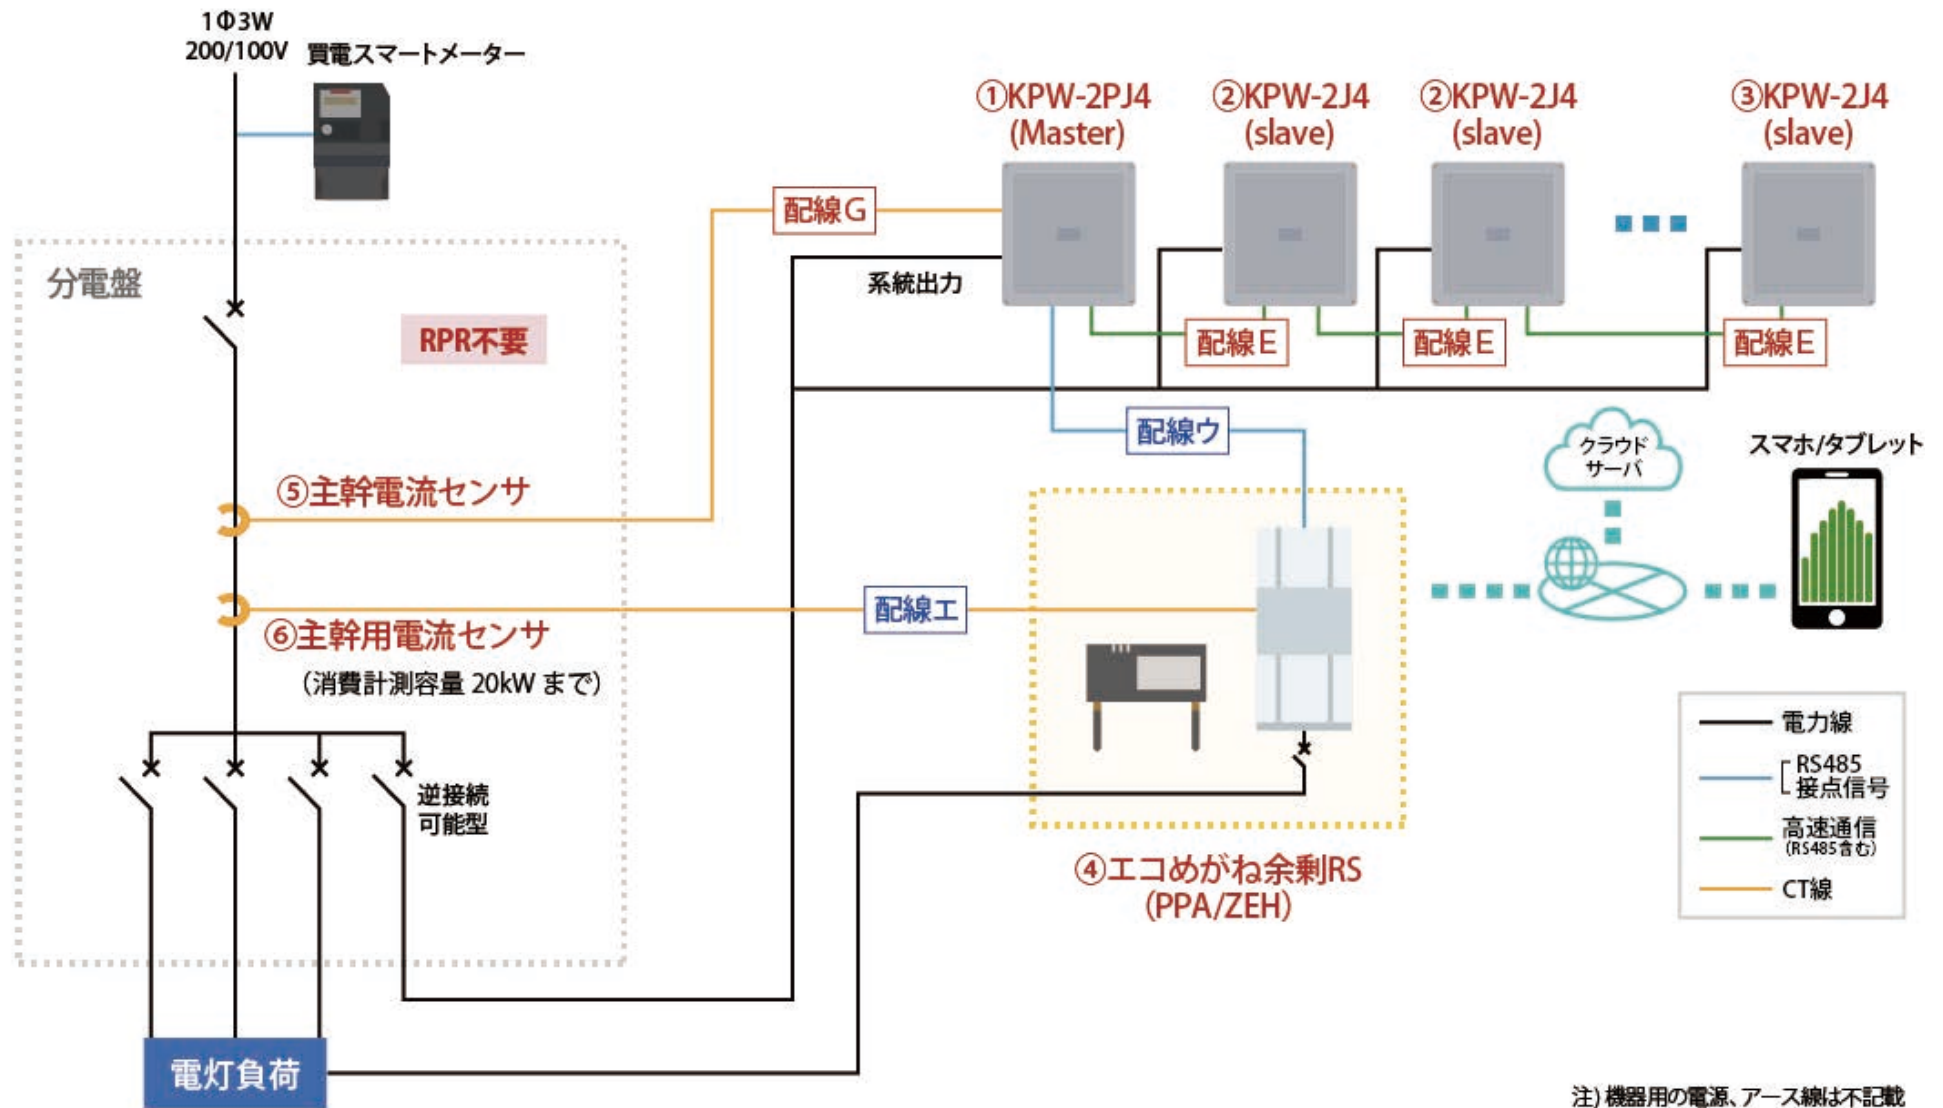 1Φ3W
200/100V
買電スマートメーター
①KPW-2PJ4
(Master)
②KPW-2J4
(slave)
②KPW-2J4
(slave)
③KPW-2J4
(slave)
配線G
系統出力
分電盤
RPR不要
配線E
配線E
配線E
配線ウ
クラウド
サーバ
スマホ/タブレット
⑤主幹電流センサ
配線エ
⑥主幹用電流センサ
（消費計測容量 20kW まで）
逆接続
可能型
④エコめがね余剰RS
(PPA/ZEH)
電力線
RS485
接点信号
高速通信
(RS485含む)
CT線
電灯負荷
注) 機器用の電源、アース線は不記載